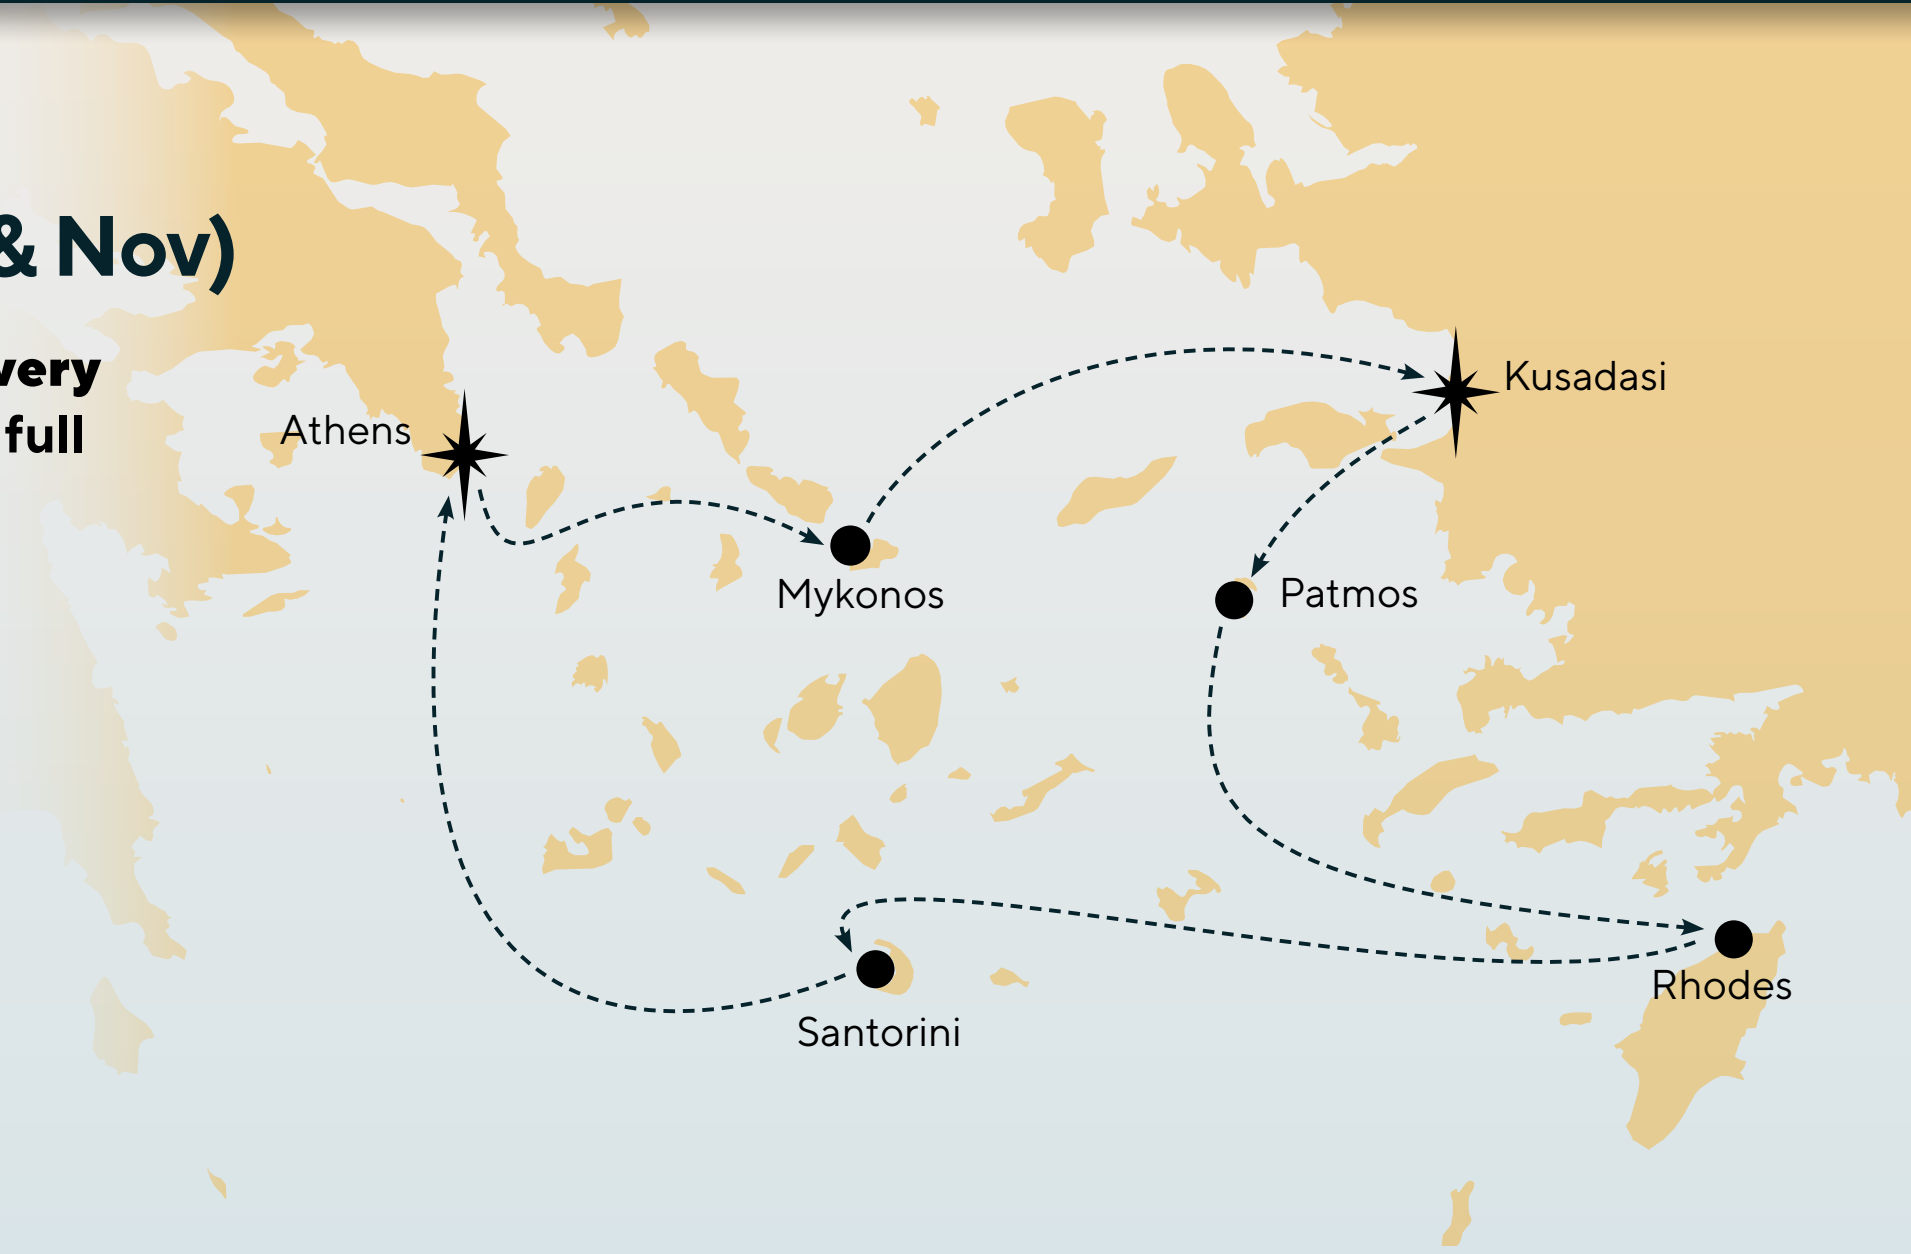 & Nov)
very
full
Athens
Kusadasi
Mykonos
Patmos
Rhodes
Santorini